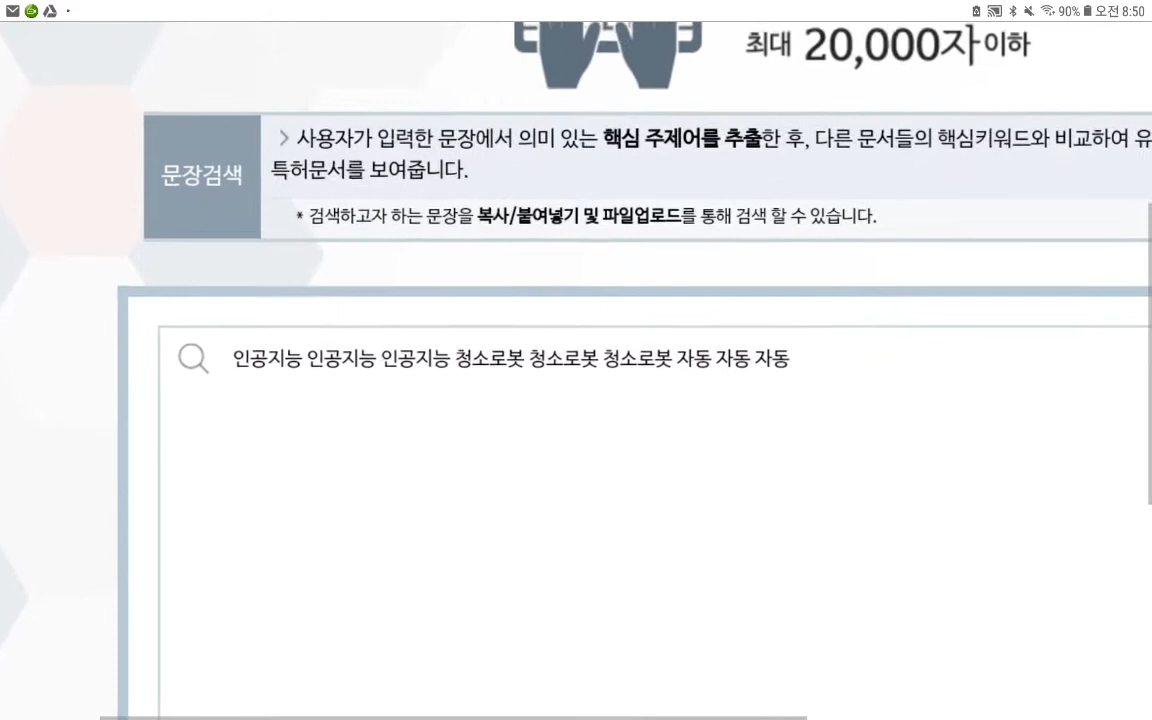 90% 오전 8:50
최대 20,000자이하
문장검색
> 사용자가 입력한 문장에서 의미 있는 핵심 주제어를 추출한 후, 다른 문서들의 핵심키워드와 비교하여 유
특허문서를 보여줍니다.
* 검색하고자 하는 문장을 복사/붙여넣기 및 파일업로드를 통해 검색 할 수 있습니다.
인공지능 인공지능 인공지능 청소로봇 청소로봇 청소로봇 자동 자동 자동